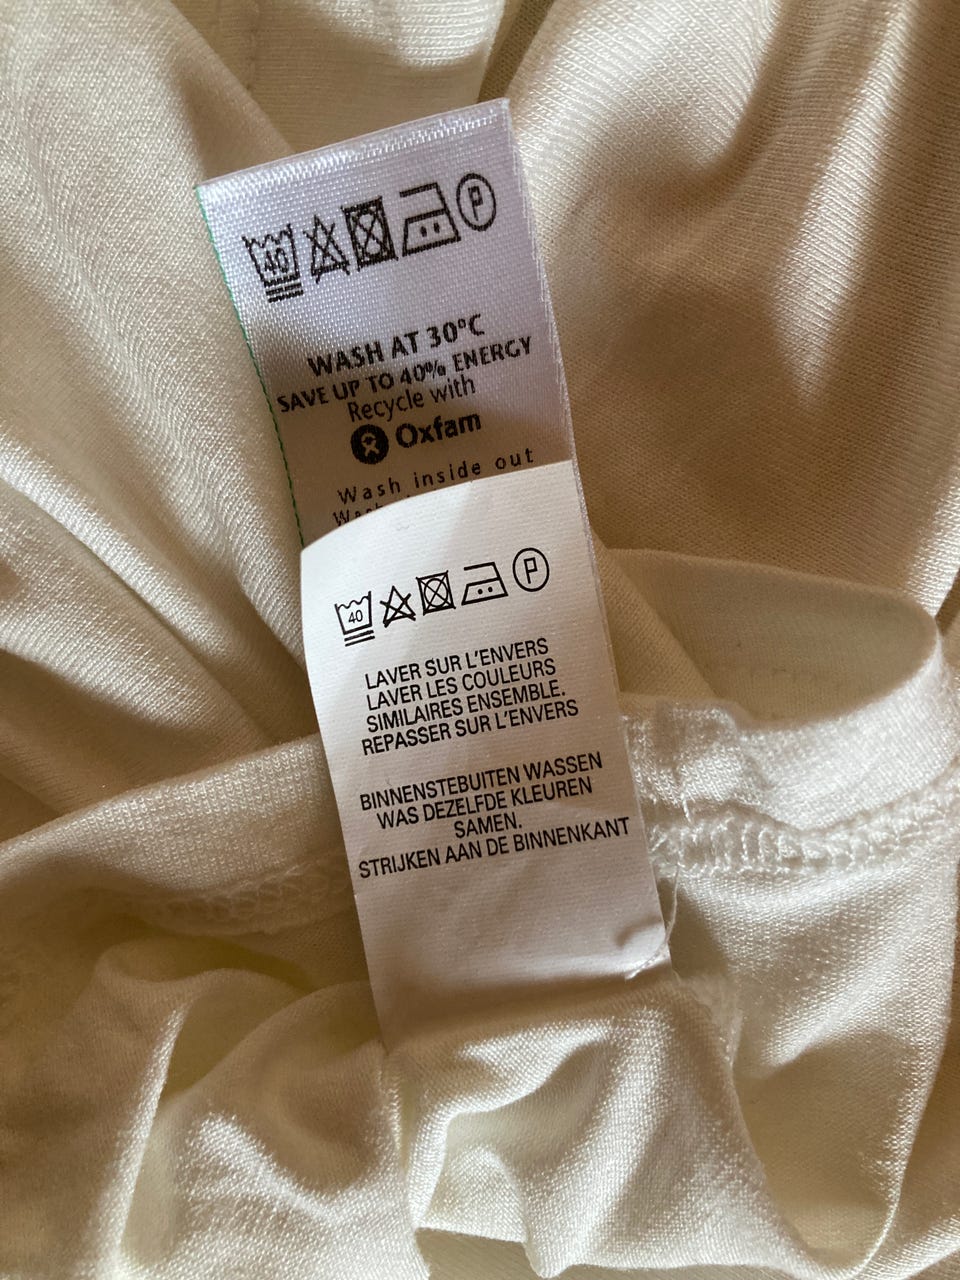 40 P
WASH AT 30°C
SAVE UP TO 40% ENERGY
Recycle with
Oxfam
Wash inside out
40 P
LAVER SUR L'ENVERS
LAVER LES COULEURS
SIMILAIRES ENSEMBLE.
REPASSER SUR L'ENVERS
BINNENSTEBUITEN WASSEN
WAS DEZELFDE KLEUREN
SAMEN.
STRIJKEN AAN DE BINNENKANT